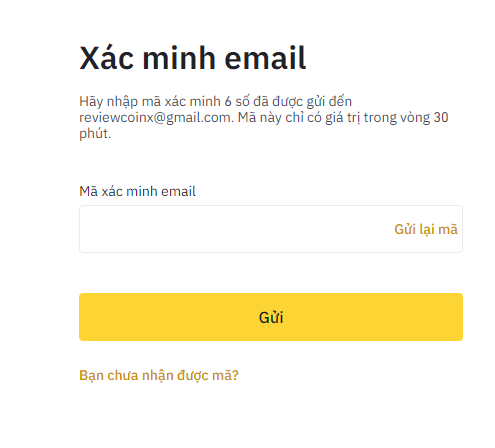 Xác minh email
Hãy nhập mã xác minh 6 số đã được gửi đến
reviewcoinx@gmail.com. Mã này chỉ có giá trị trong vòng 30
phút.
Mã xác minh email
Gửi lại mã
Gửi
Bạn chưa nhận được mã?